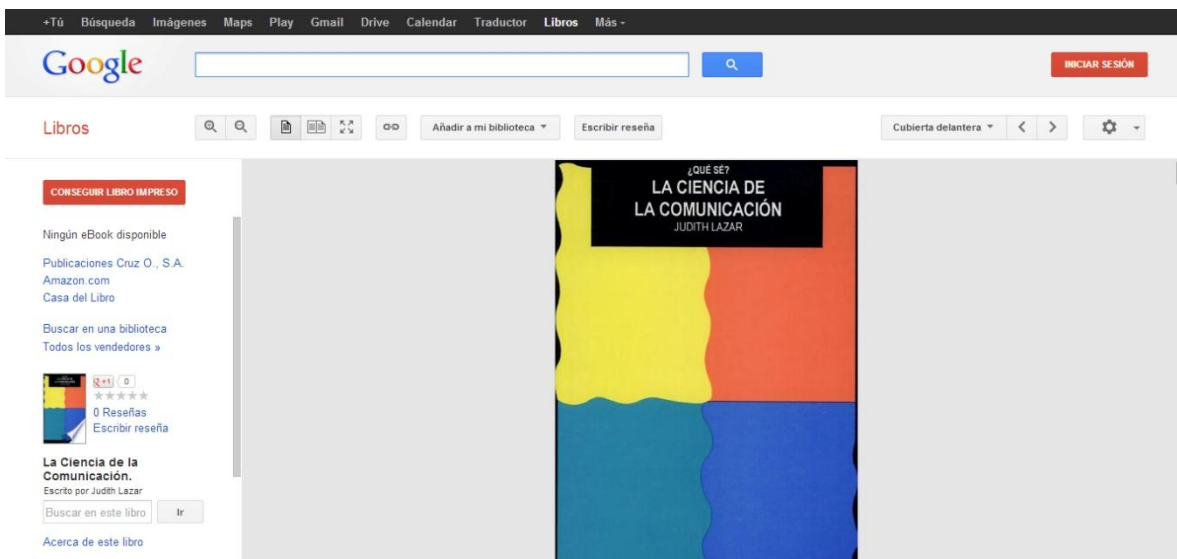 +Tú Búsqueda Imágenes Maps Play Gmail Drive Calendar Traductor Libros Más
Google
INICIAR SESIÓN
Libros
Añadir a mi biblioteca
Escribir reseña
Cubierta delantera
CONSEGUIR LIBRO IMPRESO
Ningún eBook disponible
Publicaciones Cruz O., S.A.
Amazon.com
Casa del Libro
Buscar en una biblioteca
Todos los vendedores »
+1 0
0 Reseñas
Escribir reseña
La Ciencia de la
Comunicación.
Escrito por Judith Lazar
Buscar en este libro Ir
Acerca de este libro
¿QUÉ SÉ?
LA CIENCIA DE
LA COMUNICACIÓN
JUDITH LAZAR